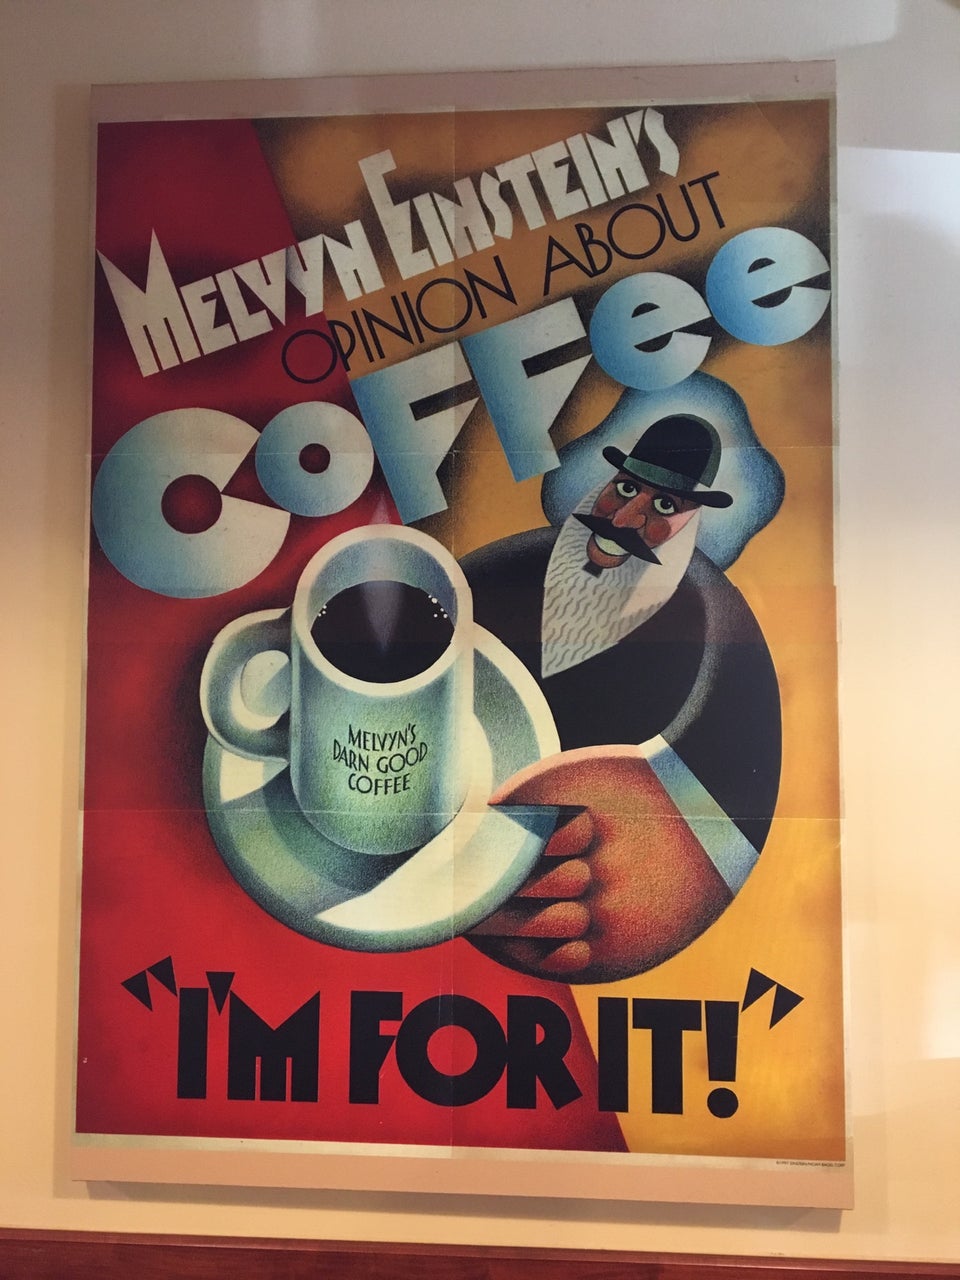 MELVYN EINSTEIN'S
OPINION ABOUT
COFFee
MELVYN'S
DARN GOOD
COFFEE
"I'M FOR IT!"